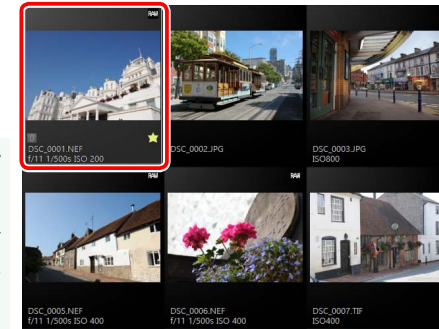 RAW
DSC_0001.NEF
f/11 1/500s ISO 200
DSC_0002.JPG
DSC_0003.JPG
ISO800
RAW
DSC_0005.NEF
f/11 1/500s ISO 400
RAW
DSC_0006.NEF
f/11 1/500s ISO 400
DSC_0007.TIF
ISO400